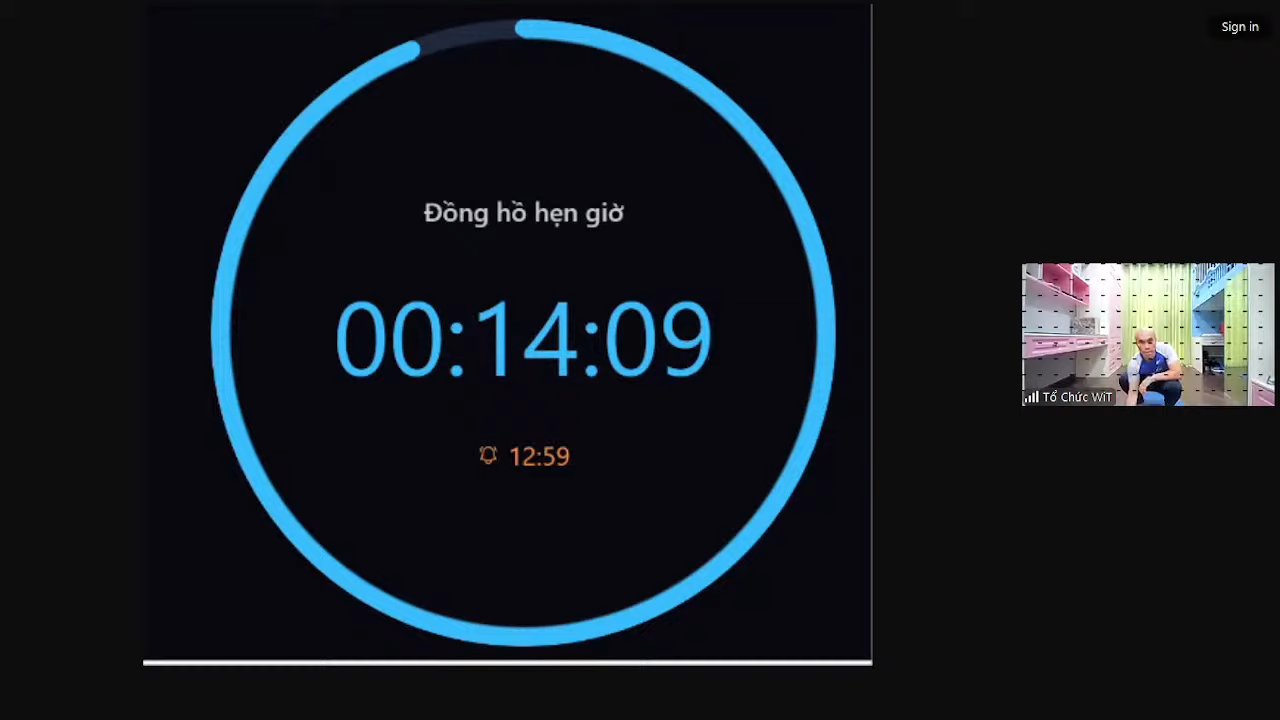 Sign in
Đồng hồ hẹn giờ
00:14:09
12:59
Tổ Chức WiT